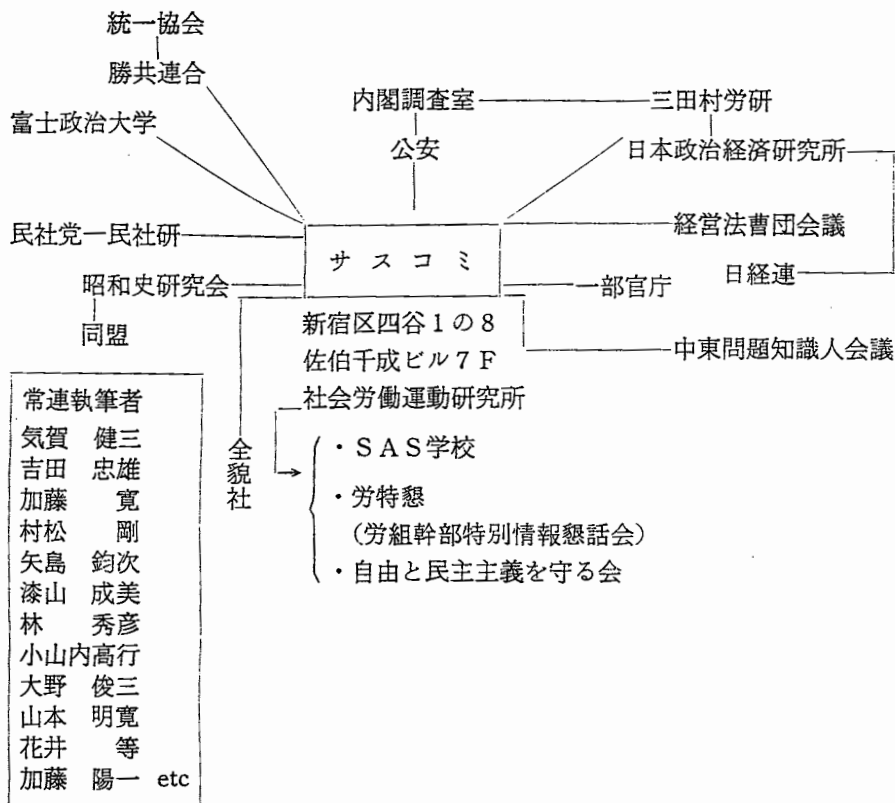 統一協会
勝共連合
内閣調査室
三田村労研
富士政治大学
公安
日本政治経済研究所
民社党―民社研
経営法曹団会議
サスコミ
日経連
昭和史研究会
一部官庁
同盟
新宿区四谷1の8
佐伯千成ビル7F
中東問題知識人会議
社会労働運動研究所
全貌社
・SAS学校
・労特懇
(労組幹部特別情報懇話会)
・自由と民主主義を守る会
常連執筆者
気賀 健三
吉田 忠雄
加藤 寛
村松 剛
矢島 鈞次
漆山 成美
林 秀彦
小山内高行
大野 俊三
山本 明寛
花井 等
加藤 陽一 etc